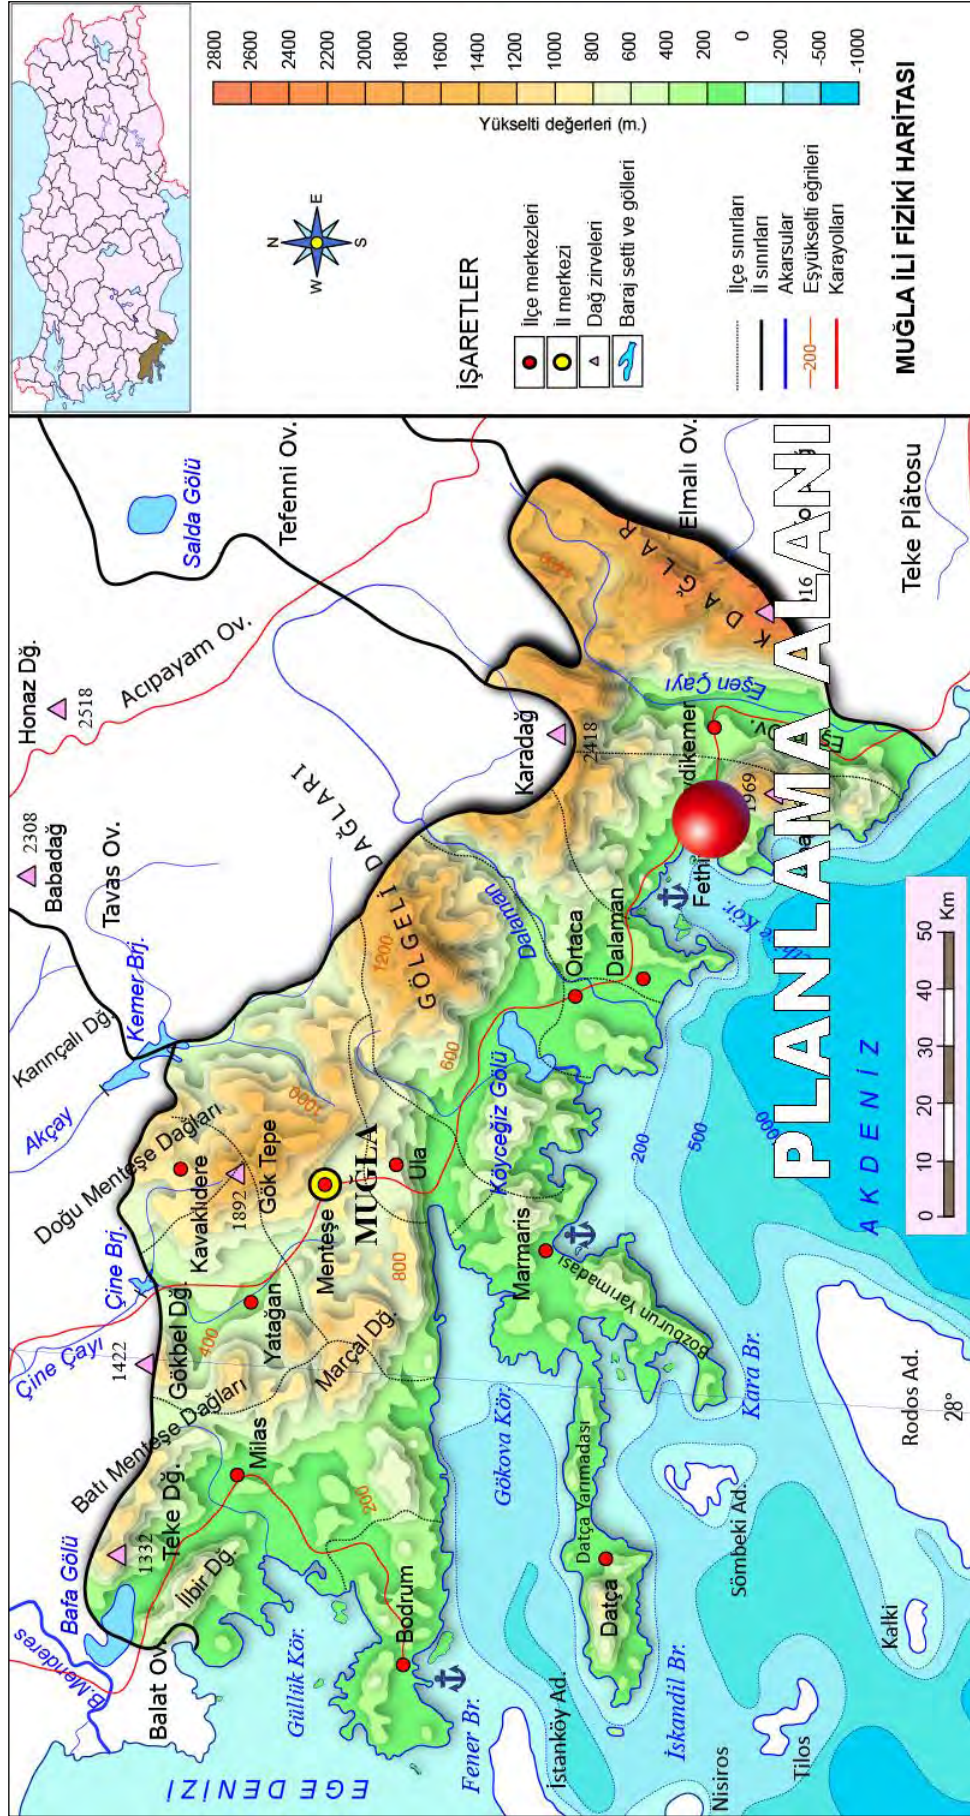 Honaz Dğ.
2518
2308
Babadağ
Tavas Ov.
Acıpayam Ov.
Salda Gölü
Tefenni Ov.
Elmalı Ov.
Teke Plâtosu
Karınçalı Dğ.
Kemer Brj.
Akçay
Doğu Menteşe Dağları
Çine Brj.
Çine Çayı
1422
Gökbel Dğ.
Kavaklıdere
1892
Gök Tepe
Yatağan
400
Menteşe
MUĞLA
Ula
800
1000
Marçal Dğ.
Batı Menteşe Dağları
Bafa Gölü
B.Menderes
Balat Ov.
1332
Teke Dğ.
İlbir Dğ.
Milas
200
Bodrum
Güllük Kör.
EGE DENİZİ
Fener Br.
İstanköy Ad.
Gökova Kör.
GÖLGELİ DAĞLARI
1200
600
Karadağ
2418
Dalaman
Ortaca
Dalaman
Köyceğiz Gölü
Marmaris
Bozburun Yarımadası
Datça Yarımadası
Datça
Kara Br.
İskandil Br.
Sömbeki Ad.
Nisiros
Tilos
Kalki
Rodos Ad.
28°
200
500
AKDENİZ
Eşen Çayı
1969
PLANLAMA ALANI
0 10 20 30 40 50 Km
N
W E
S
İŞARETLER
İlçe merkezleri
İl merkezi
Dağ zirveleri
Baraj setti ve gölleri
Yükselti değerleri (m.)
2800
2600
2400
2200
2000
1800
1600
1400
1200
1000
800
600
400
200
0
-200
-500
-1000
İlçe sınırları
İl sınırları
Akarsular
200 Eşyükselti eğrileri
Karayolları
MUĞLA İLİ FİZİKİ HARİTASI